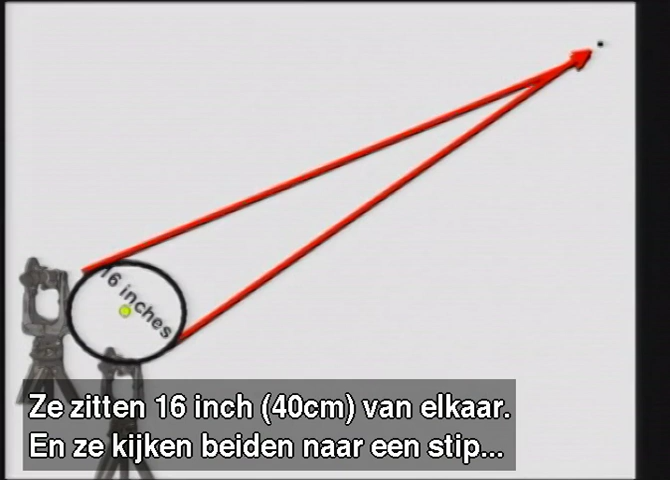 16 inches
Ze zitten 16 inch (40cm) van elkaar.
En ze kijken beiden naar een stip...